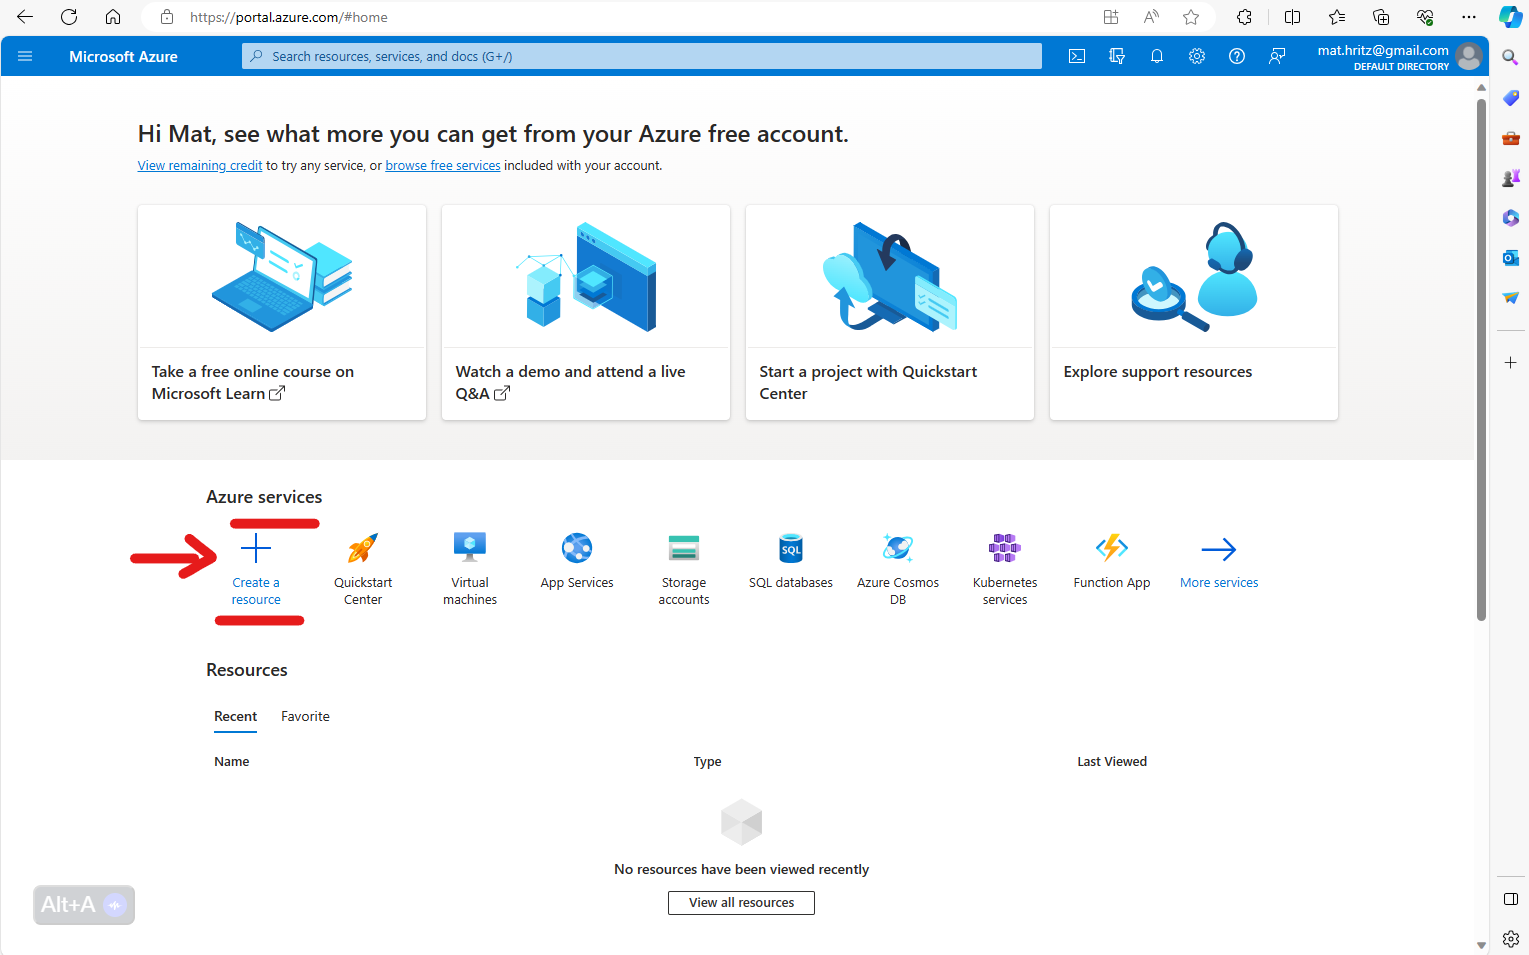 https://portal.azure.com/#home
Microsoft Azure
Search resources, services, and docs (G+/)
mat.hritz@gmail.com
DEFAULT DIRECTORY
Hi Mat, see what more you can get from your Azure free account.
View remaining credit to try any service, or browse free services included with your account.
Take a free online course on
Microsoft Learn
Watch a demo and attend a live
Q&A
Start a project with Quickstart
Center
Explore support resources
Azure services
Create a
resource
Quickstart
Center
Virtual
machines
App Services
Storage
accounts
SQL
SQL databases
Azure Cosmos
DB
Kubernetes
services
Function App
More services
Resources
Recent
Favorite
Name
Type
Last Viewed
No resources have been viewed recently
View all resources
Alt+A